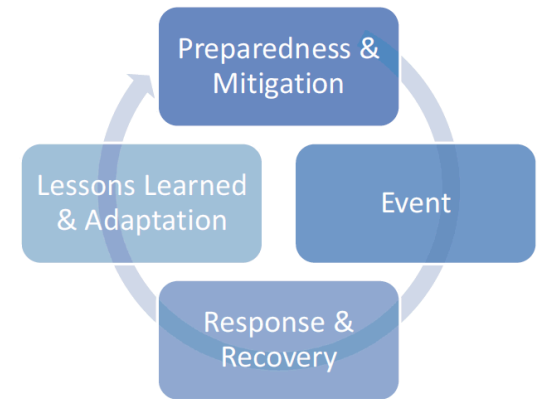 Preparedness &
Mitigation
Event
Response &
Recovery
Lessons Learned
& Adaptation